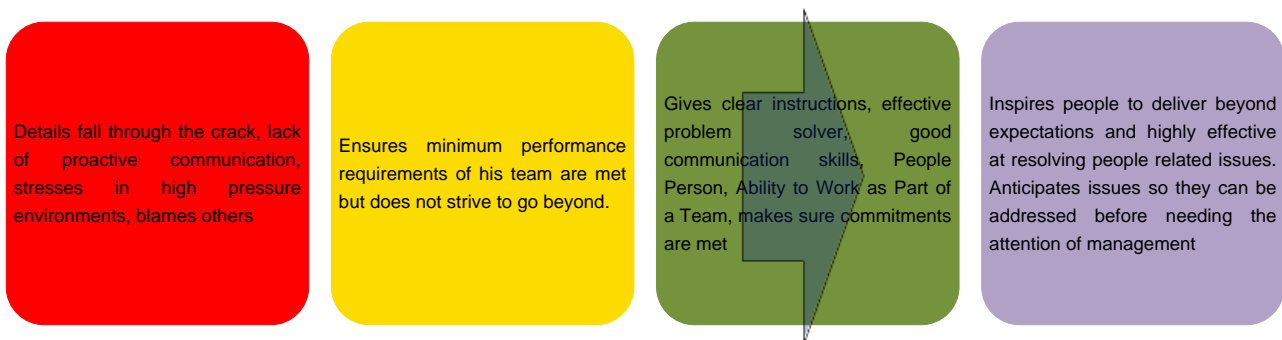 Details fall through the crack, lack
of proactive communication,
stresses in high pressure
environments, blames others
Ensures minimum performance
requirements of his team are met
but does not strive to go beyond.
Gives clear instructions, effective
problem solver, good
communication skills, People
Person, Ability to Work as Part of
a Team, makes sure commitments
are met
Inspires people to deliver beyond
expectations and highly effective
at resolving people related issues.
Anticipates issues so they can be
addressed before needing the
attention of management